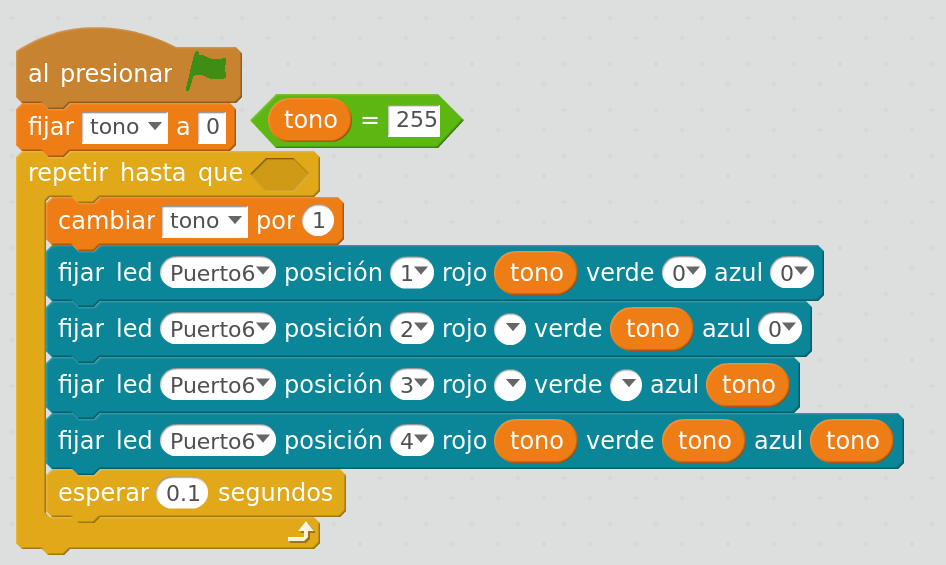 al presionar
fijar tono a 0
tono = 255
repetir hasta que
cambiar tono por 1
fijar led Puerto6 posición 1 rojo tono verde 0 azul 0
fijar led Puerto6 posición 2 rojo verde tono azul 0
fijar led Puerto6 posición 3 rojo verde azul tono
fijar led Puerto6 posición 4 rojo tono verde tono azul tono
esperar 0.1 segundos